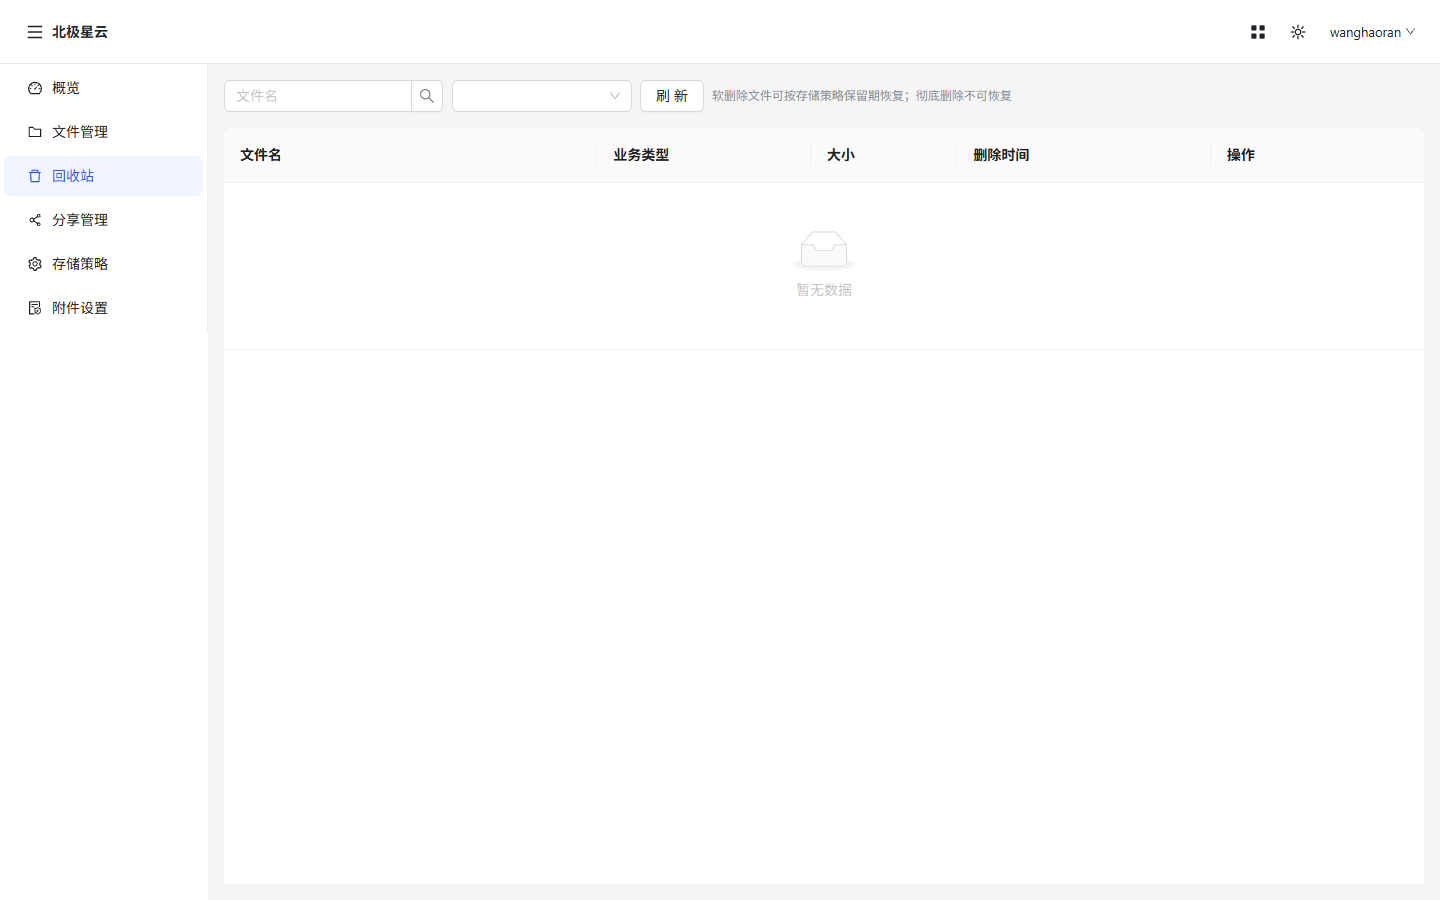 北极星云
wanghaoran
概览
文件管理
回收站
分享管理
存储策略
附件设置
文件名
刷 新
软删除文件可按存储策略保留期恢复；彻底删除不可恢复
文件名 业务类型 大小 删除时间 操作
暂无数据